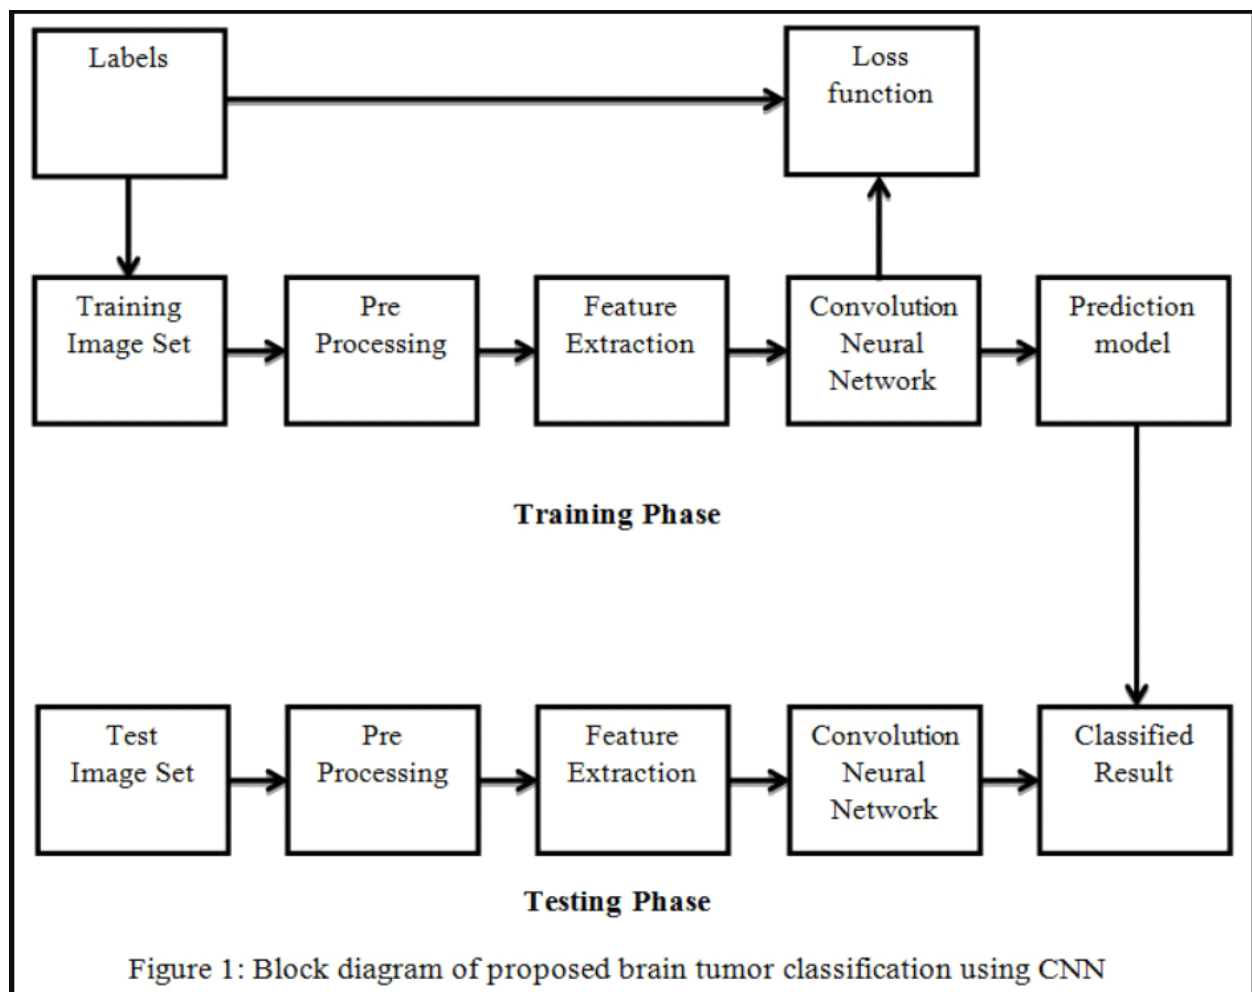 Labels
Loss
function
Training
Image Set
Pre
Processing
Feature
Extraction
Convolution
Neural
Network
Prediction
model
Training Phase
Test
Image Set
Pre
Processing
Feature
Extraction
Convolution
Neural
Network
Classified
Result
Testing Phase
Figure 1: Block diagram of proposed brain tumor classification using CNN